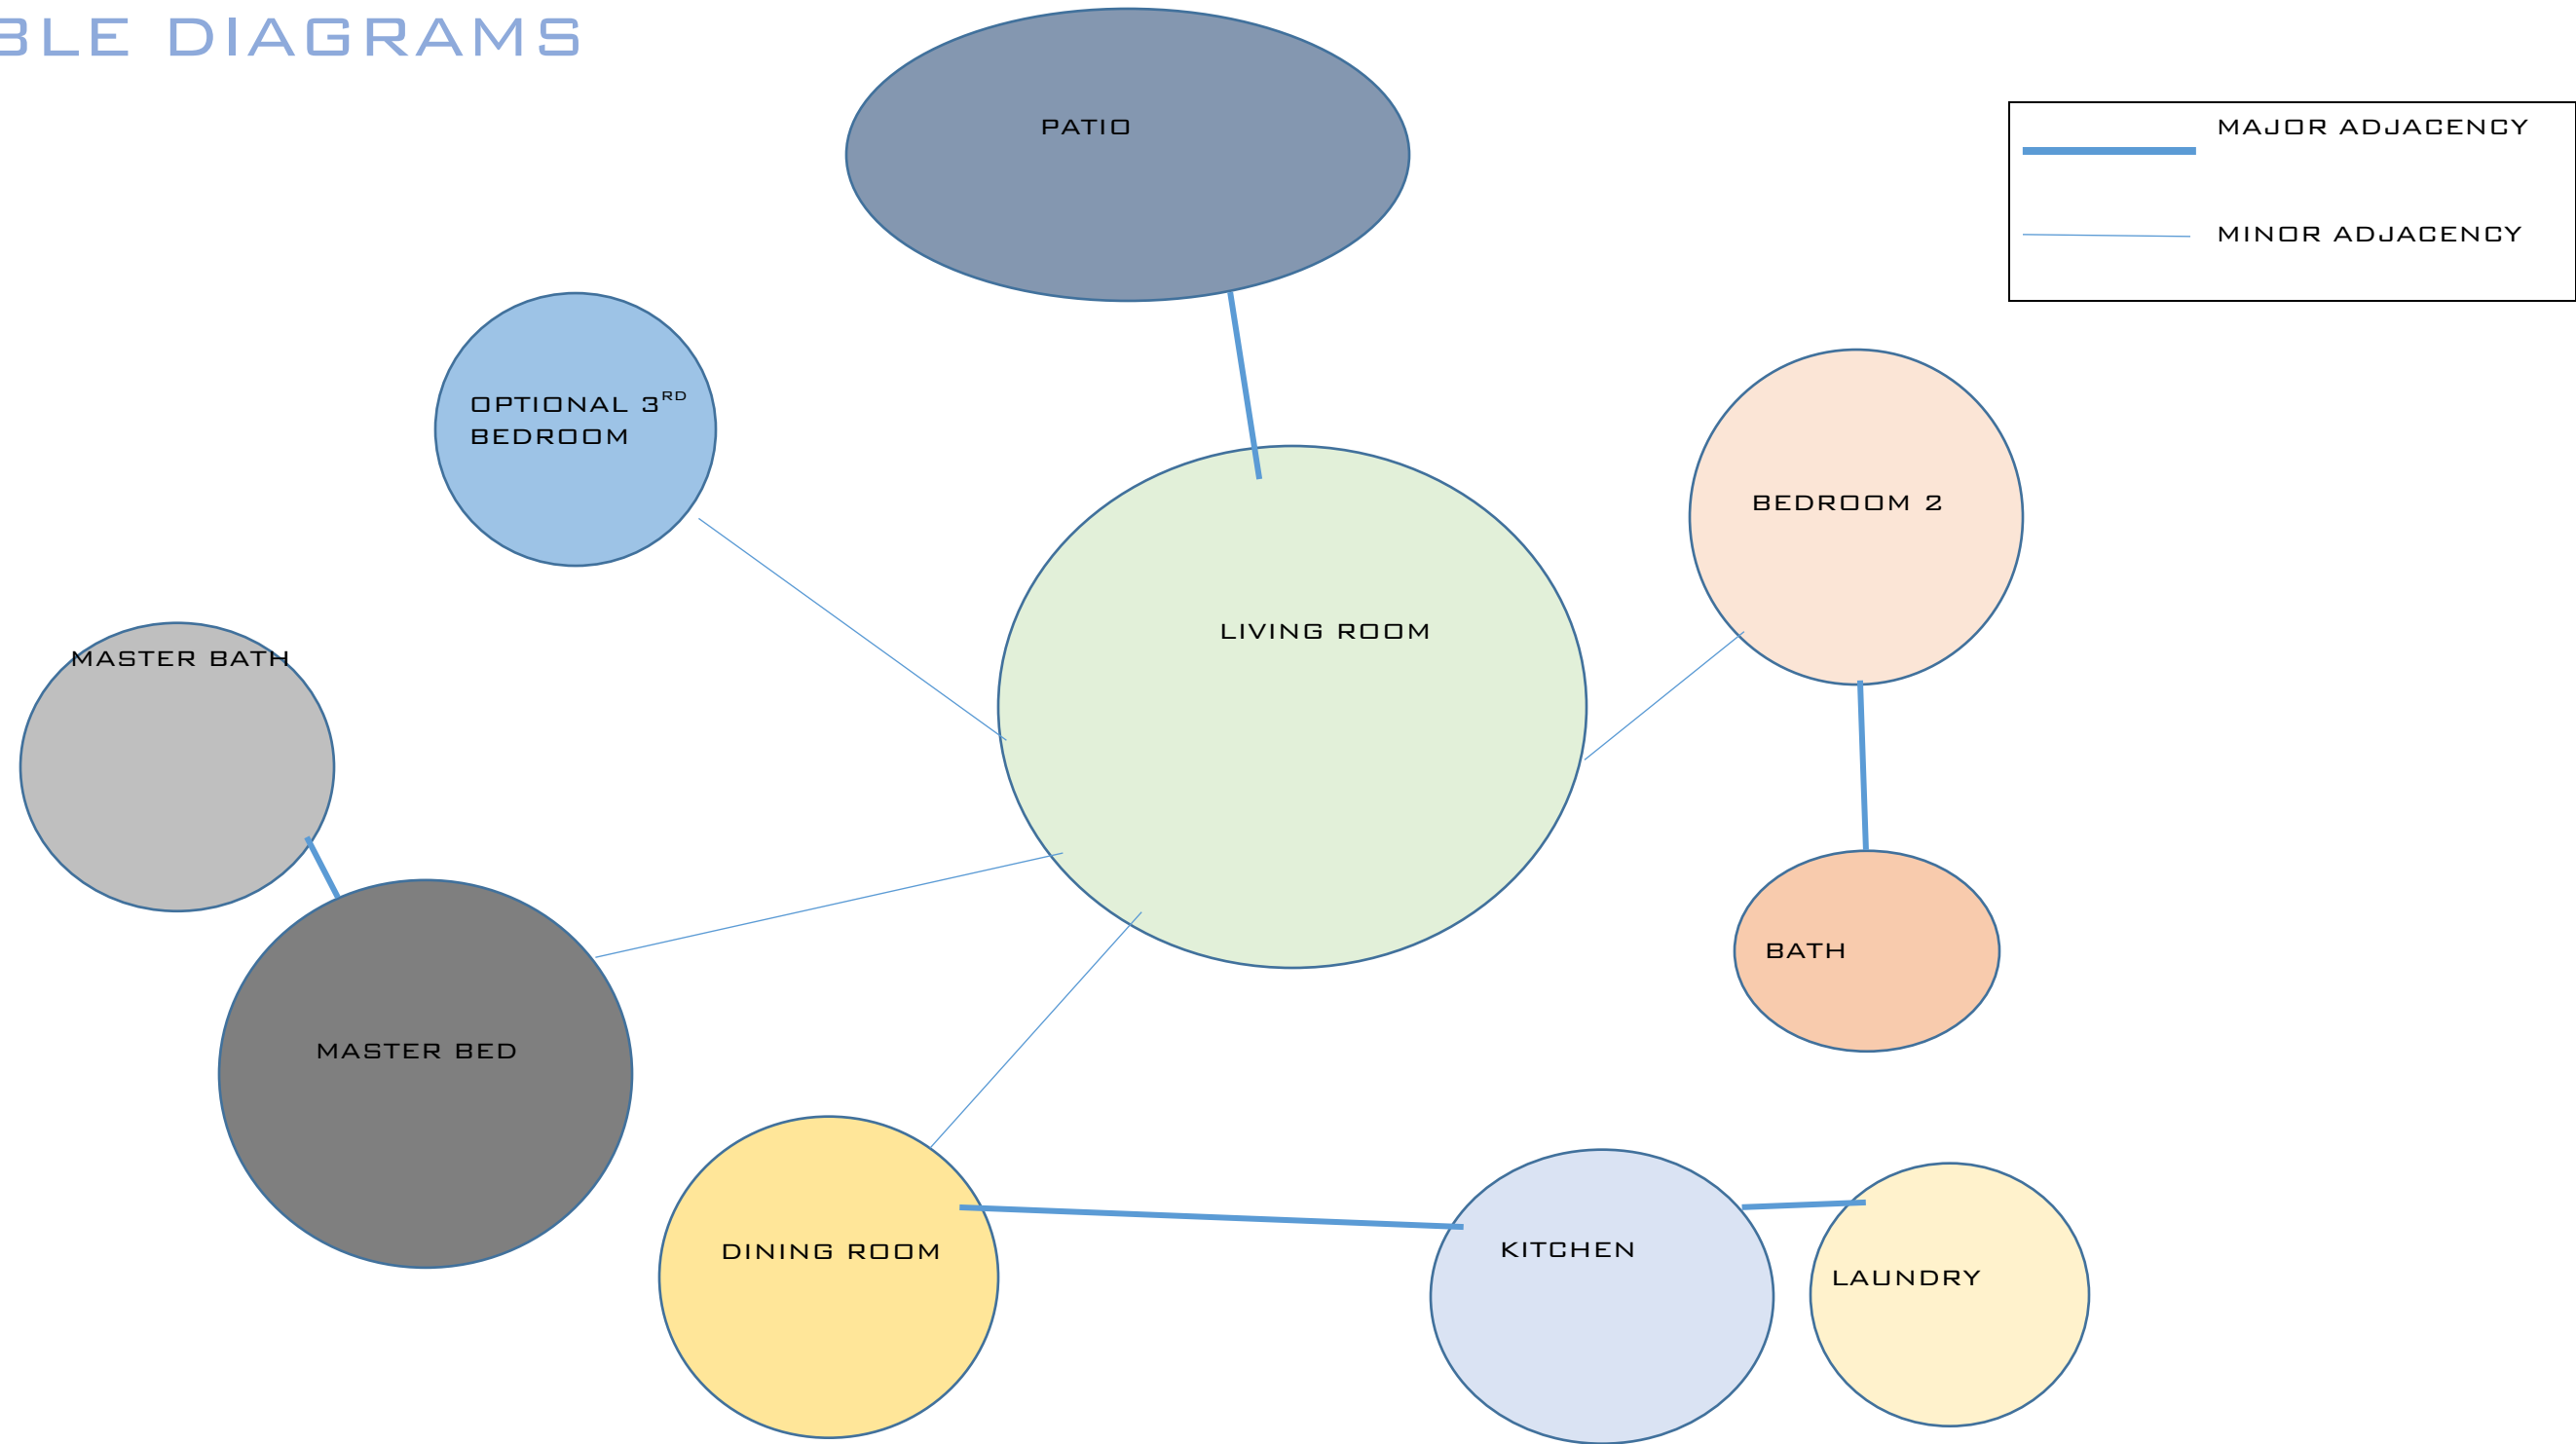 BLE DIAGRAMS
PATIO
MAJOR ADJACENCY
MINOR ADJACENCY
OPTIONAL 3RD
BEDROOM
BEDROOM 2
LIVING ROOM
MASTER BATH
BATH
MASTER BED
DINING ROOM
KITCHEN
LAUNDRY